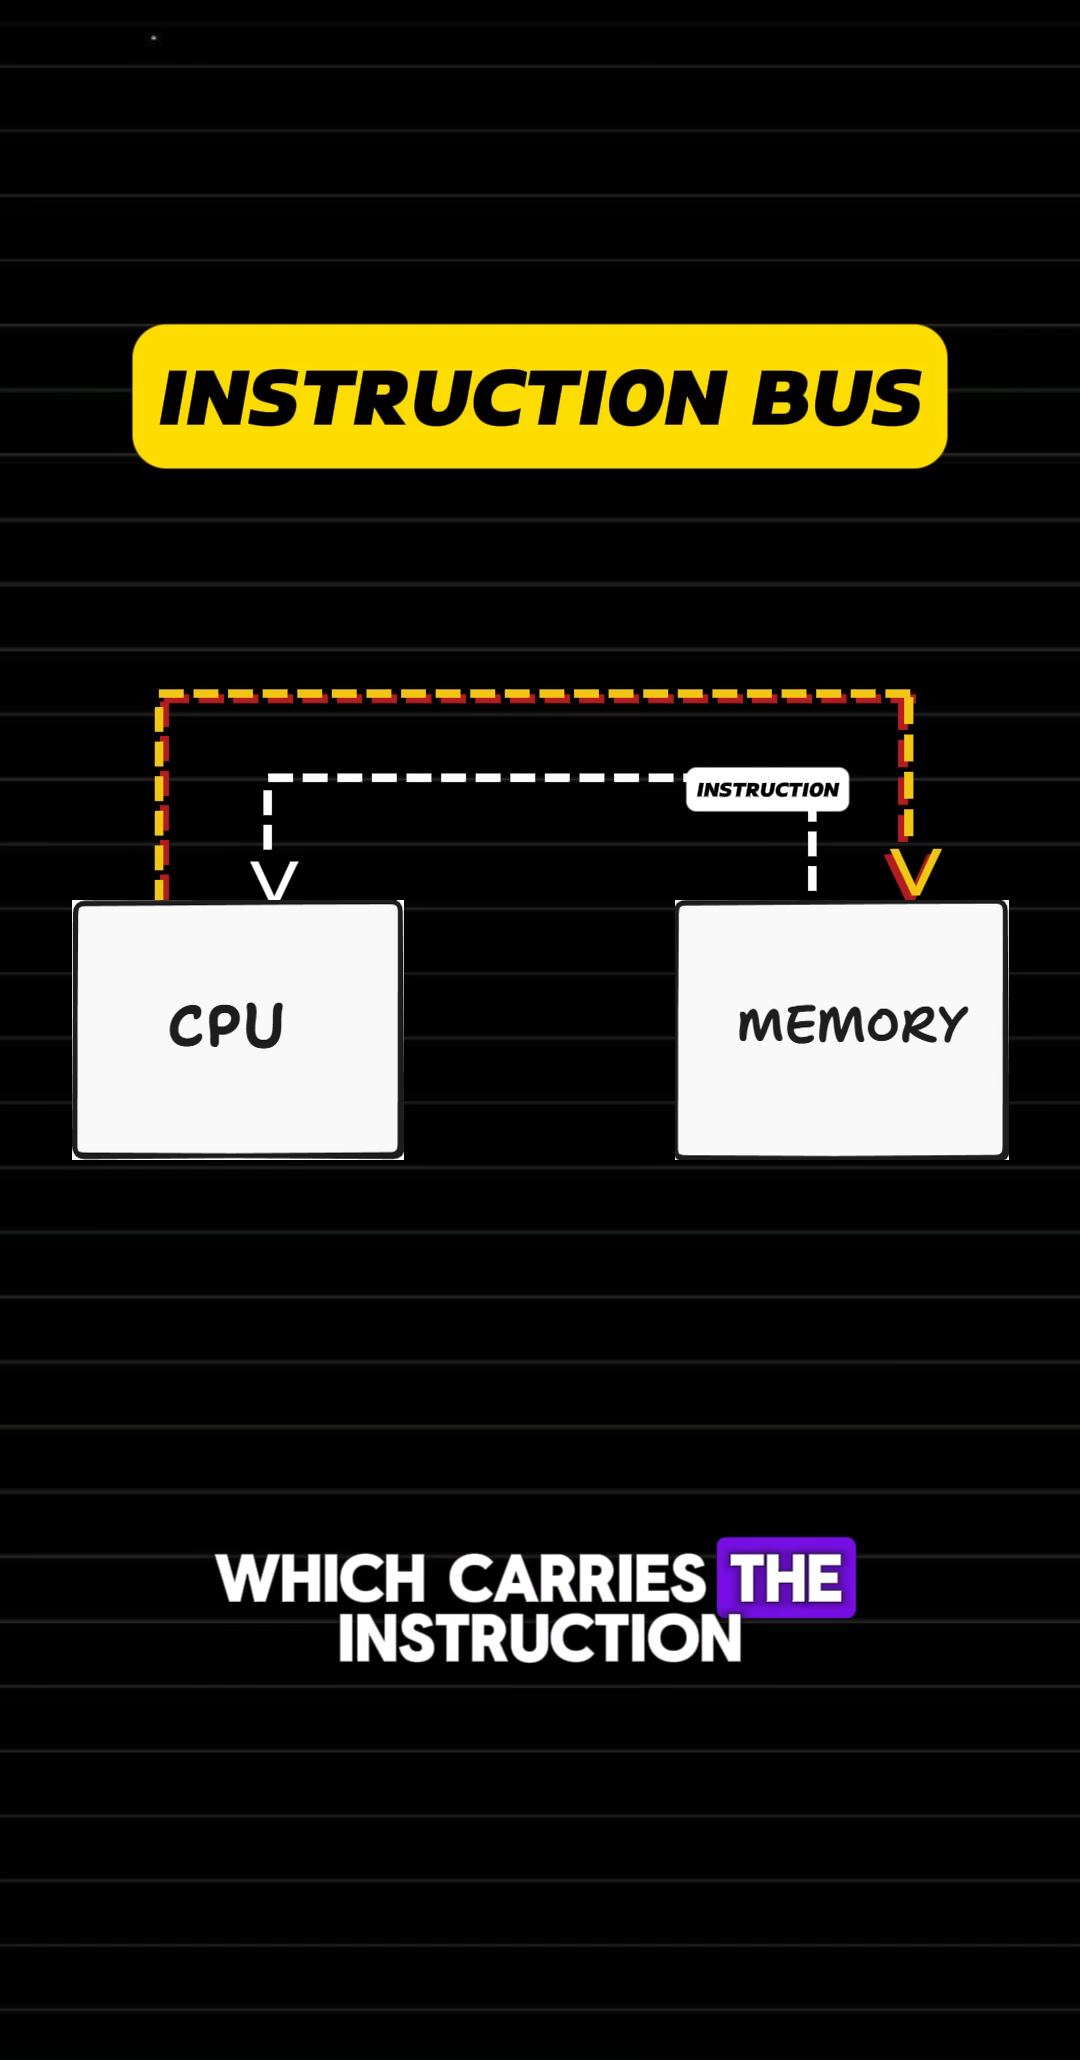 INSTRUCTION BUS
INSTRUCTION
CPU
MEMORY
WHICH CARRIES THE
INSTRUCTION